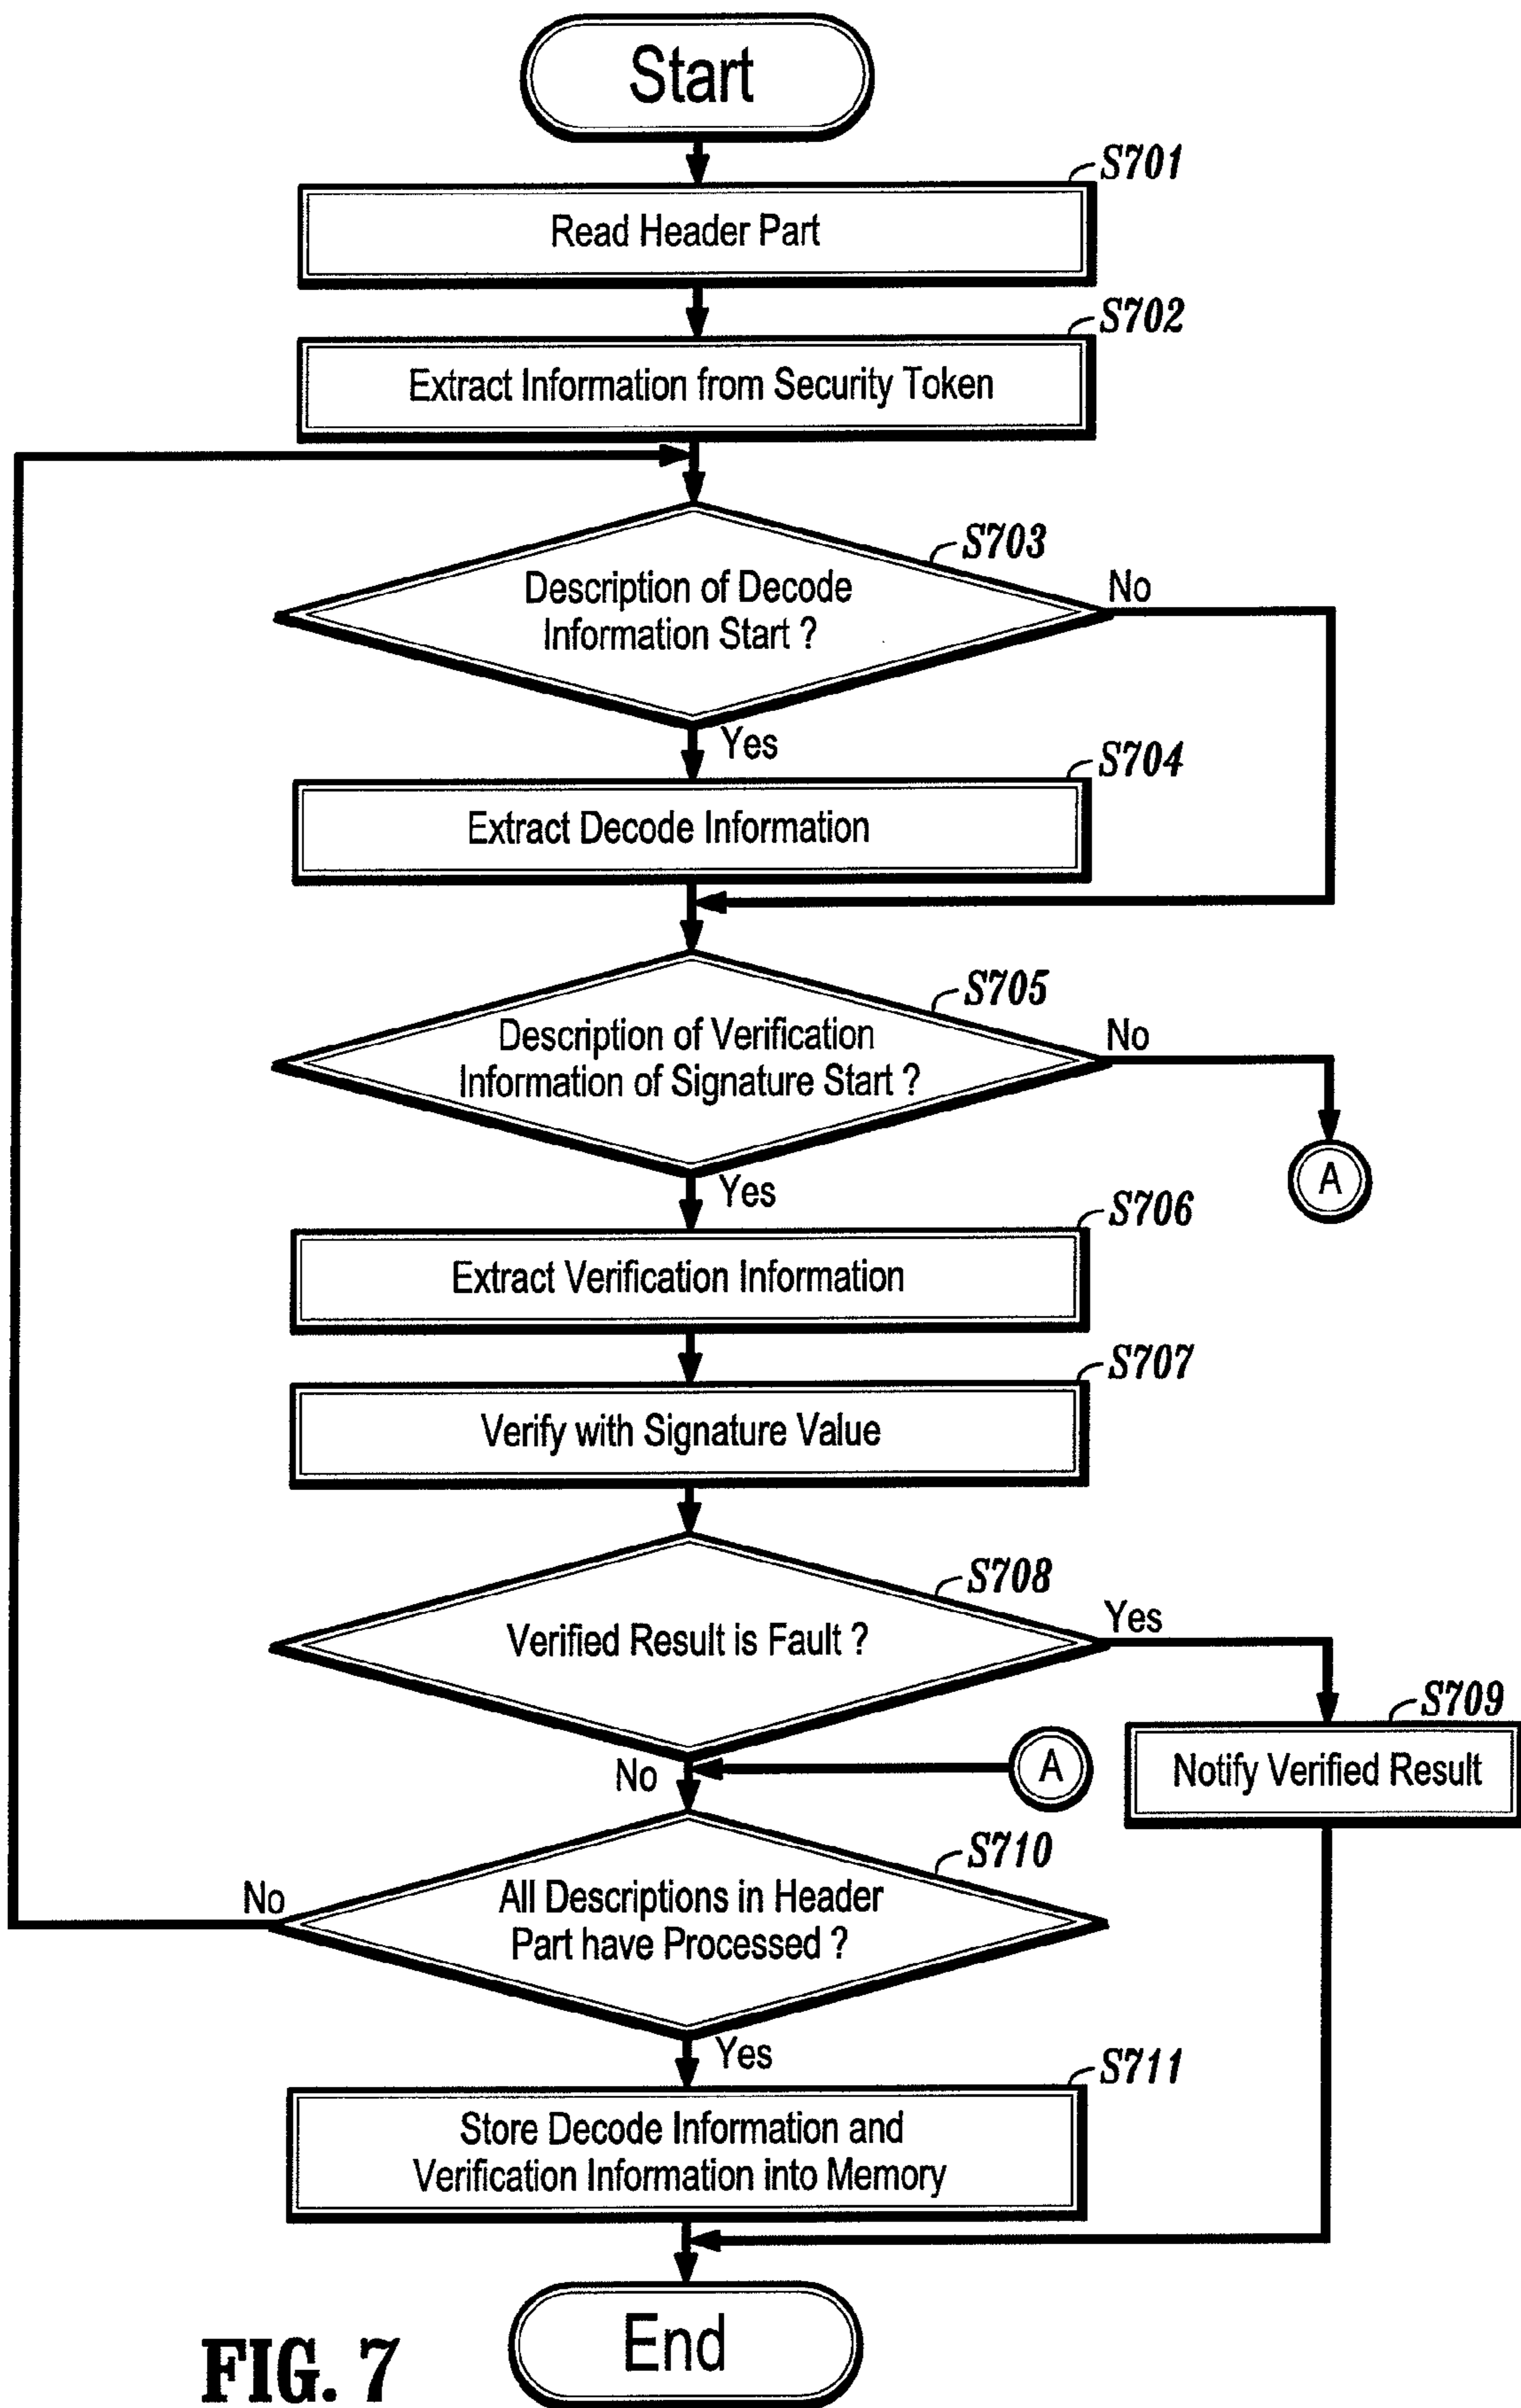 Start
S701
Read Header Part
S702
Extract Information from Security Token
S703
Description of Decode
Information Start ?
No
Yes
S704
Extract Decode Information
S705
Description of Verification
Information of Signature Start ?
No
A
Yes
S706
Extract Verification Information
S707
Verify with Signature Value
S708
Verified Result is Fault ?
Yes
S709
Notify Verified Result
No
A
S710
All Descriptions in Header
Part have Processed ?
No
Yes
S711
Store Decode Information and
Verification Information into Memory
End
FIG. 7